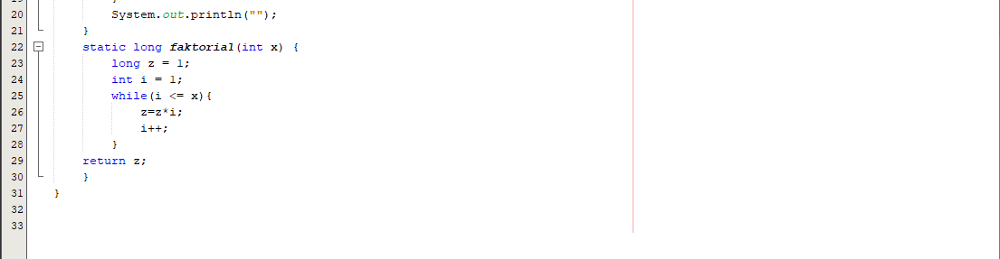 20 System.out.println("");
21 }
22 static long faktorial(int x) {
23 long z = 1;
24 int i = 1;
25 while(i <= x){
26 z=z*i;
27 i++;
28 }
29 return z;
30 }
31 }
32
33